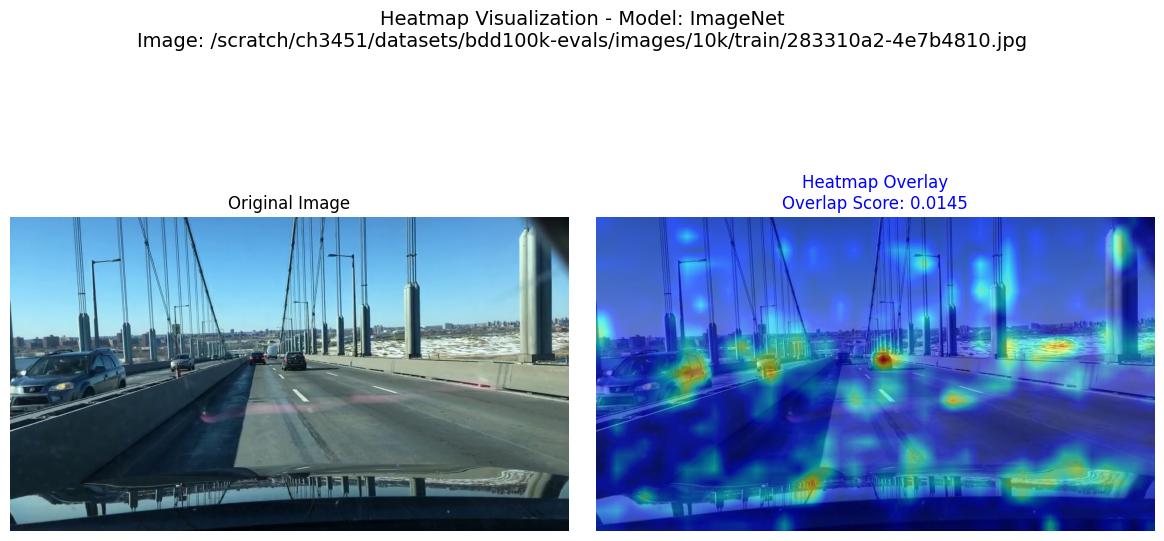 Heatmap Visualization - Model: ImageNet
Image: /scratch/ch3451/datasets/bdd100k-evals/images/10k/train/283310a2-4e7b4810.jpg
Original Image
Heatmap Overlay
Overlap Score: 0.0145